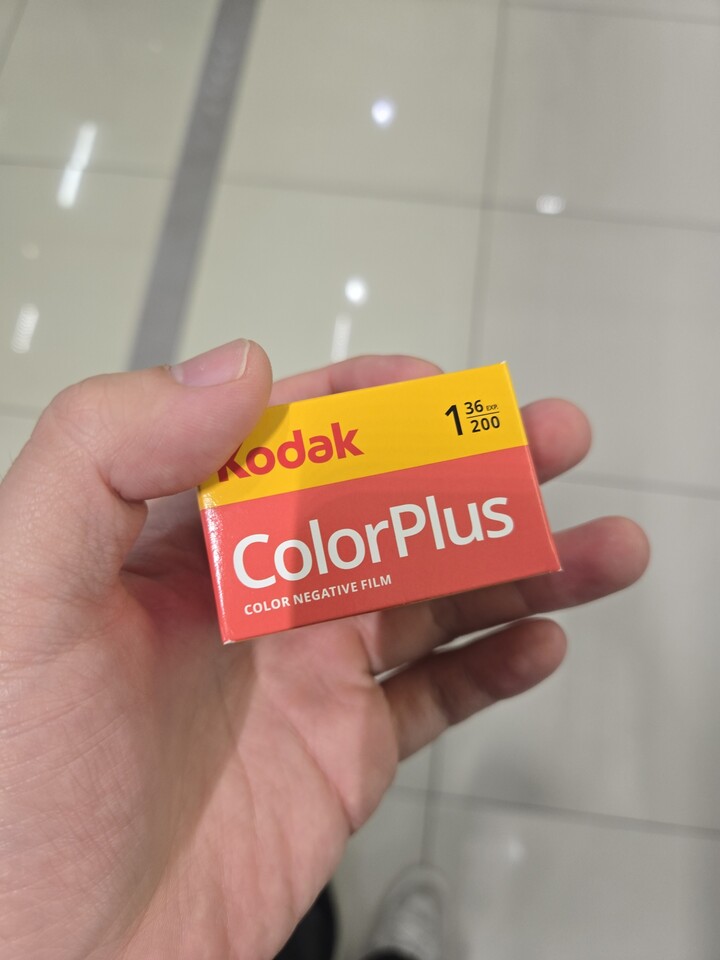 Kodak
1 36 EXP. 200
ColorPlus
COLOR NEGATIVE FILM